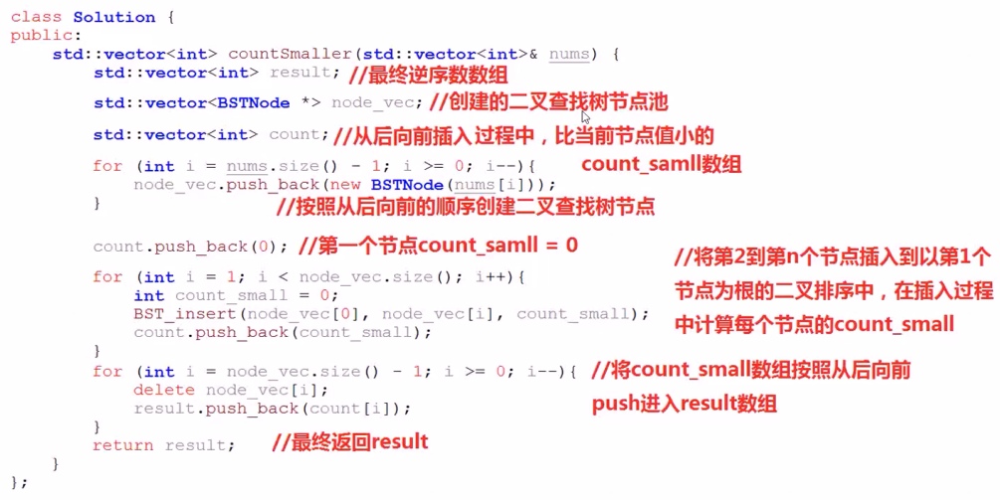 class Solution {
public:
std::vector<int> countSmaller(std::vector<int>& nums) {
std::vector<int> result; //最终逆序数数组
std::vector<BSTNode *> node_vec; //创建的二叉查找树节点池
std::vector<int> count; //从后向前插入过程中，比当前节点值小的
count_samll数组
for (int i = nums.size() - 1; i >= 0; i--){
node_vec.push_back(new BSTNode(nums[i]));
}
//按照从后向前的顺序创建二叉查找树节点
count.push_back(0); //第一个节点count_samll = 0
for (int i = 1; i < node_vec.size(); i++){
int count_small = 0;
BST_insert(node_vec[0], node_vec[i], count_small);
count.push_back(count_small);
}
//将第2到第n个节点插入到以第1个
节点为根的二叉排序中，在插入过程
中计算每个节点的count_small
for (int i = node_vec.size() - 1; i >= 0; i--){
delete node_vec[i];
result.push_back(count[i]);
}
//将count_small数组按照从后向前
push进入result数组
return result; //最终返回result
}
};